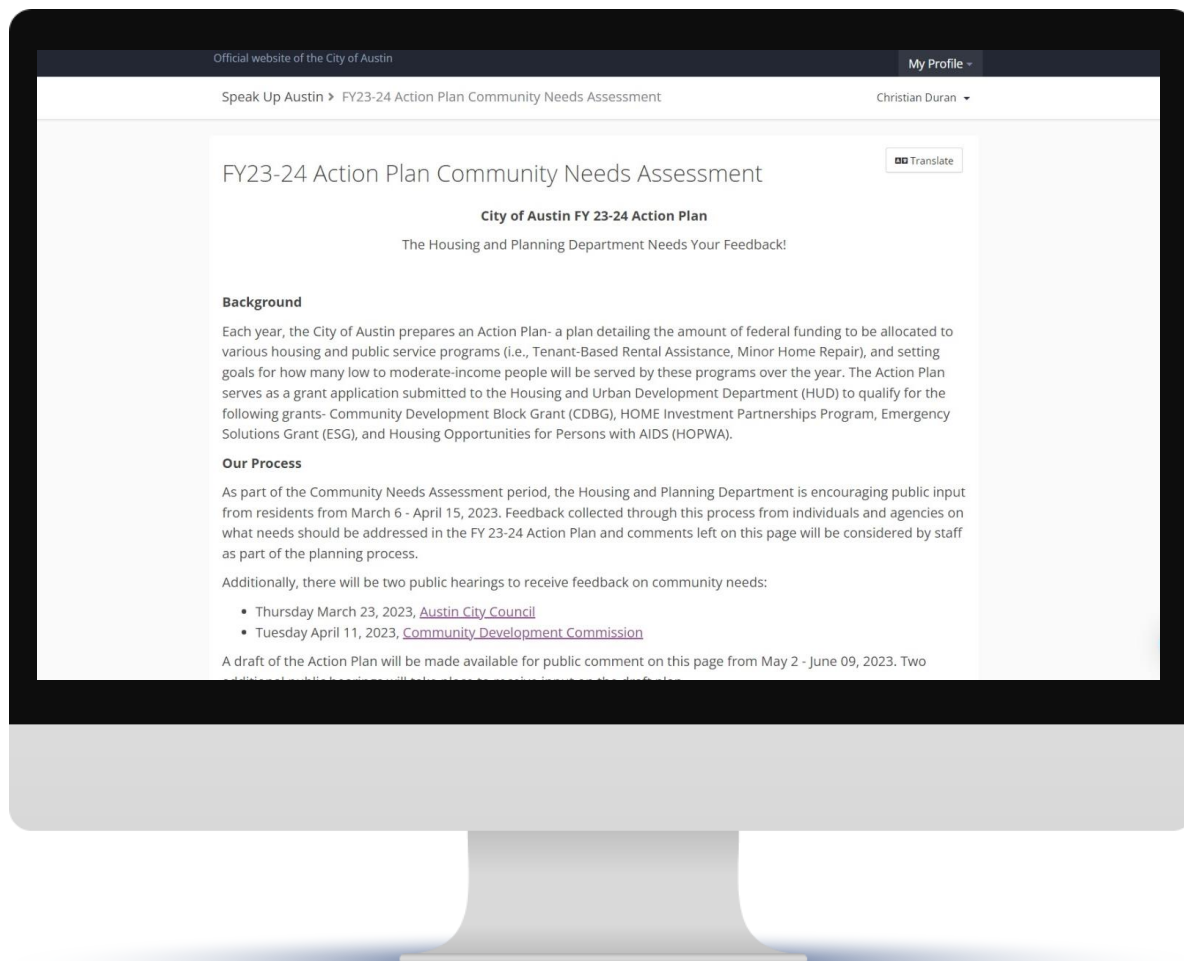 Official website of the City of Austin
My Profile
Speak Up Austin > FY23-24 Action Plan Community Needs Assessment
Christian Duran
Translate
FY23-24 Action Plan Community Needs Assessment
City of Austin FY 23-24 Action Plan
The Housing and Planning Department Needs Your Feedback!
Background
Each year, the City of Austin prepares an Action Plan- a plan detailing the amount of federal funding to be allocated to
various housing and public service programs (i.e., Tenant-Based Rental Assistance, Minor Home Repair), and setting
goals for how many low to moderate-income people will be served by these programs over the year. The Action Plan
serves as a grant application submitted to the Housing and Urban Development Department (HUD) to qualify for the
following grants- Community Development Block Grant (CDBG), HOME Investment Partnerships Program, Emergency
Solutions Grant (ESG), and Housing Opportunities for Persons with AIDS (HOPWA).
Our Process
As part of the Community Needs Assessment period, the Housing and Planning Department is encouraging public input
from residents from March 6 - April 15, 2023. Feedback collected through this process from individuals and agencies on
what needs should be addressed in the FY 23-24 Action Plan and comments left on this page will be considered by staff
as part of the planning process.
Additionally, there will be two public hearings to receive feedback on community needs:
• Thursday March 23, 2023, Austin City Council
• Tuesday April 11, 2023, Community Development Commission
A draft of the Action Plan will be made available for public comment on this page from May 2 - June 09, 2023. Two
additional public hearings will take place to receive input on the draft plan